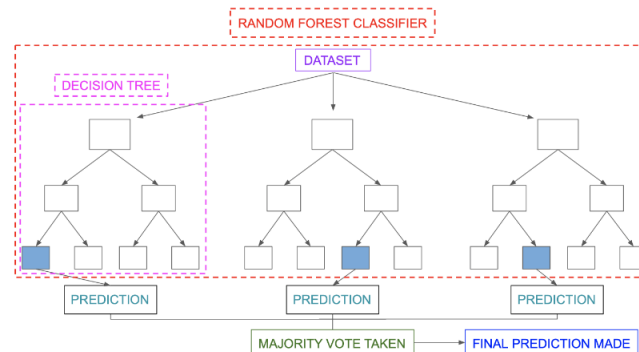 RANDOM FOREST CLASSIFIER
DATASET
DECISION TREE
PREDICTION
PREDICTION
PREDICTION
MAJORITY VOTE TAKEN
FINAL PREDICTION MADE